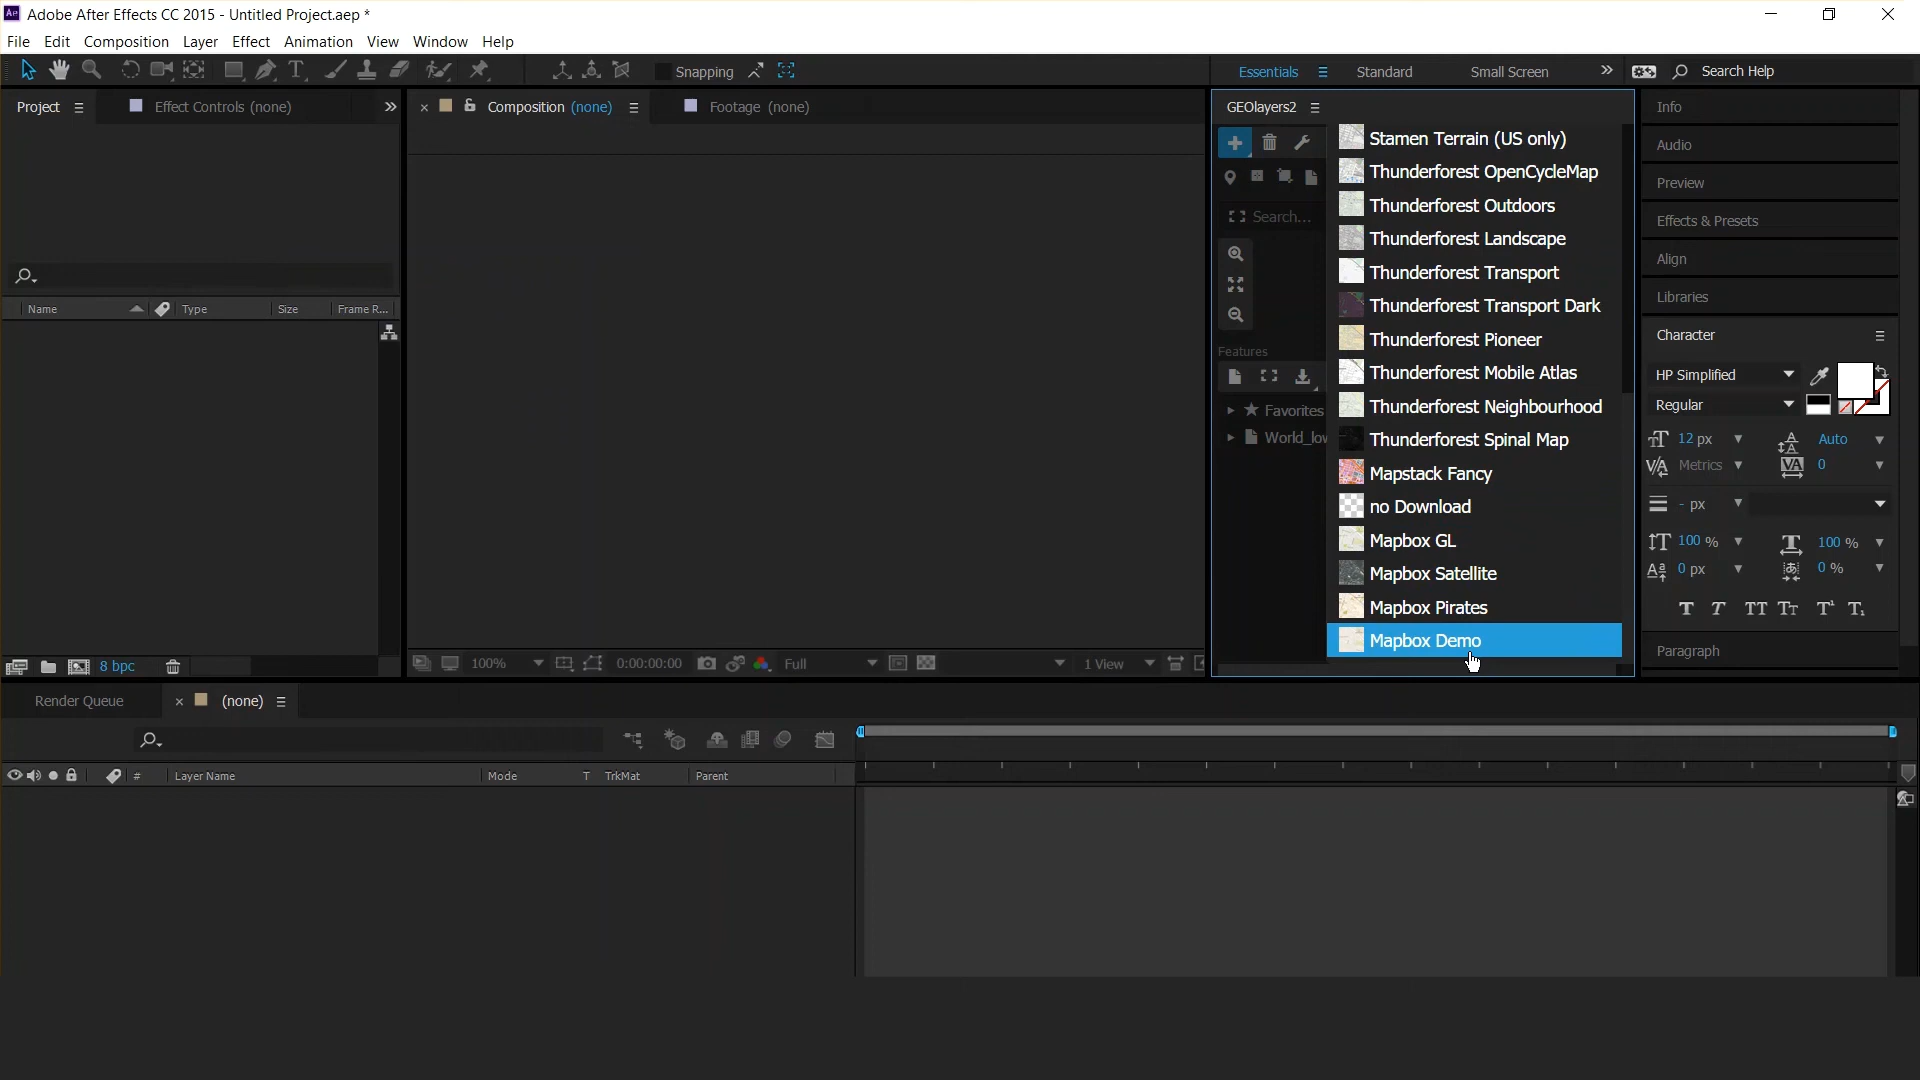 Adobe After Effects CC 2015 - Untitled Project.aep *
File Edit Composition Layer Effect Animation View Window Help
Snapping
Essentials
Standard
Small Screen
Search Help
Project
Effect Controls (none)
Composition (none)
Footage (none)
GEOlayers2
Info
Audio
Preview
Effects & Presets
Align
Libraries
Character
HP Simplified
Regular
12 px
Auto
Metrics
0
- px
100 %
100 %
0 px
0 %
Paragraph
Search...
Features
Favorites
World_lov
Stamen Terrain (US only)
Thunderforest OpenCycleMap
Thunderforest Outdoors
Thunderforest Landscape
Thunderforest Transport
Thunderforest Transport Dark
Thunderforest Pioneer
Thunderforest Mobile Atlas
Thunderforest Neighbourhood
Thunderforest Spinal Map
Mapstack Fancy
no Download
Mapbox GL
Mapbox Satellite
Mapbox Pirates
Mapbox Demo
Name Type Size Frame R...
8 bpc
100%
0:00:00:00
Full
1 View
Render Queue
(none)
# Layer Name Mode T TrkMat Parent